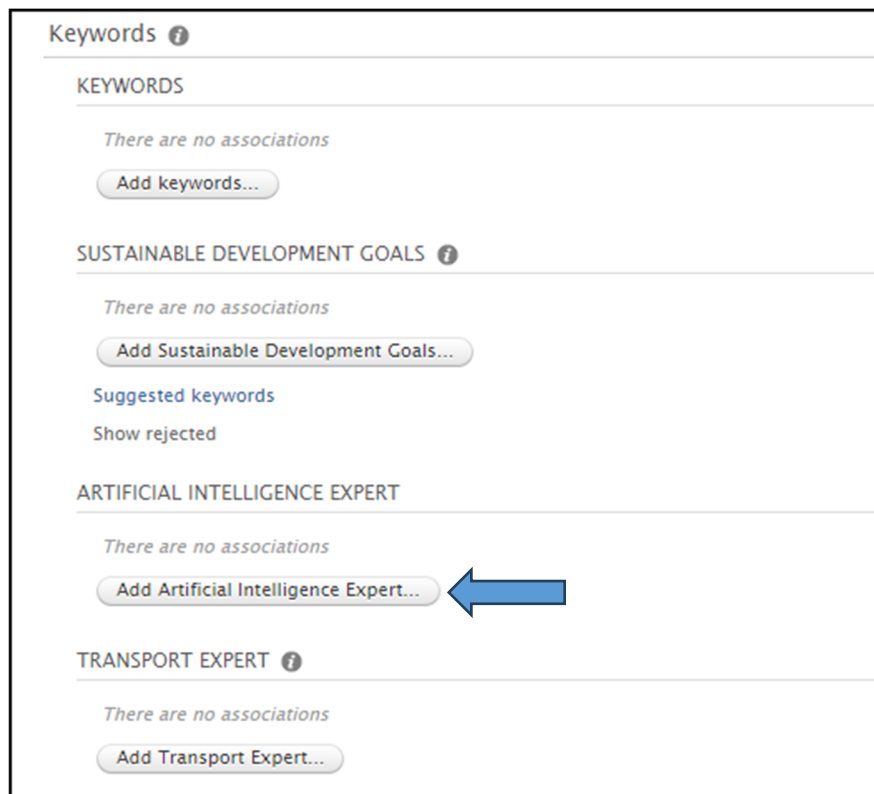 Keywords
KEYWORDS
There are no associations
Add keywords...
SUSTAINABLE DEVELOPMENT GOALS
There are no associations
Add Sustainable Development Goals...
Suggested keywords
Show rejected
ARTIFICIAL INTELLIGENCE EXPERT
There are no associations
Add Artificial Intelligence Expert...
TRANSPORT EXPERT
There are no associations
Add Transport Expert...